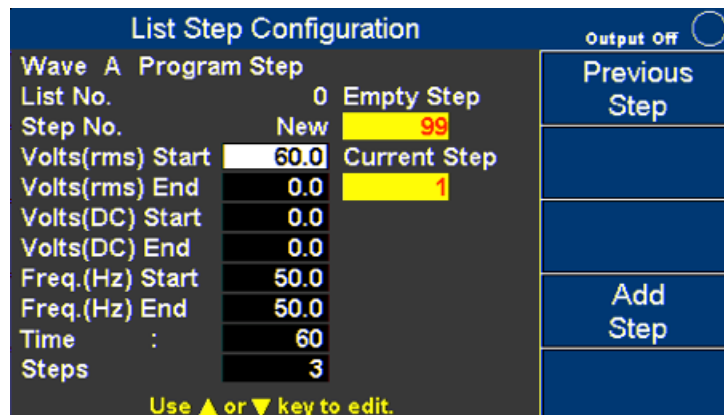 List Step Configuration
Output Off
Wave A Program Step
List No. 0 Empty Step
Step No. New 99
Volts(rms) Start 60.0 Current Step
Volts(rms) End 0.0 1
Volts(DC) Start 0.0
Volts(DC) End 0.0
Freq.(Hz) Start 50.0
Freq.(Hz) End 50.0
Time : 60
Steps 3
Use ▲ or ▼ key to edit.
Previous
Step
Add
Step